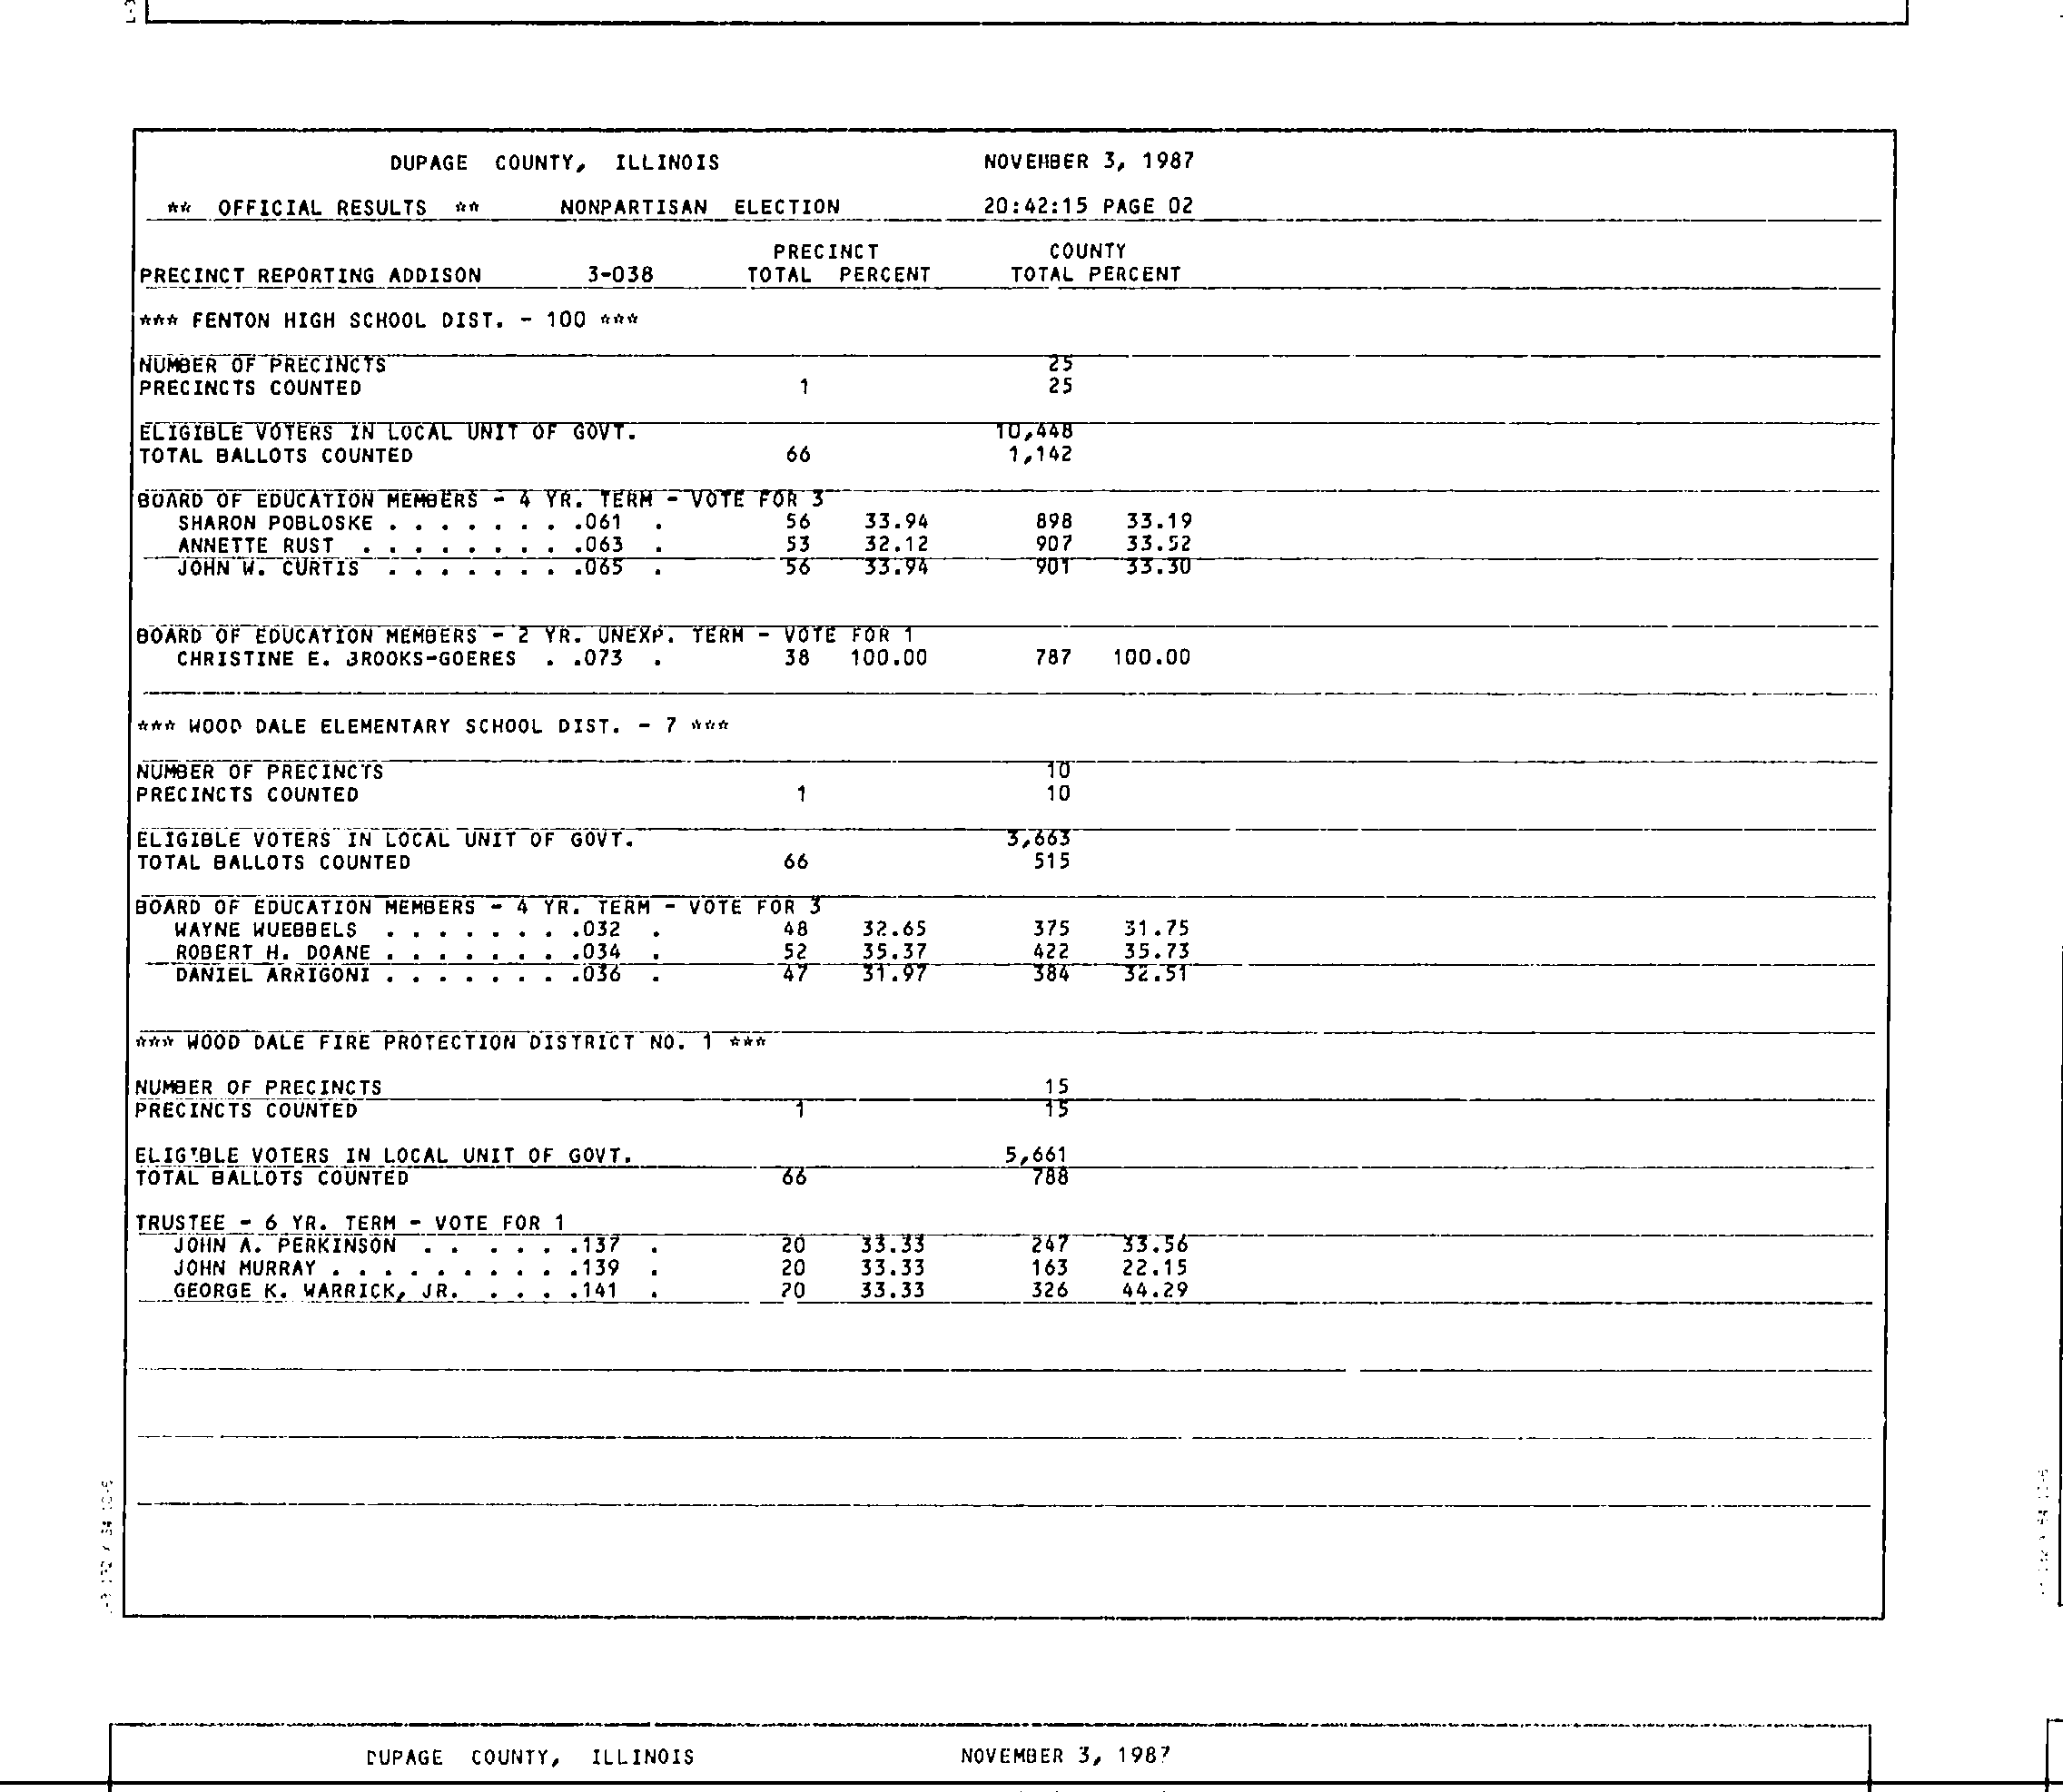 DUPAGE COUNTY, ILLINOIS NOVEMBER 3, 1987
** OFFICIAL RESULTS ** NONPARTISAN ELECTION 20:42:15 PAGE 02
PRECINCT COUNTY
PRECINCT REPORTING ADDISON 3-038 TOTAL PERCENT TOTAL PERCENT
*** FENTON HIGH SCHOOL DIST. - 100 ***
NUMBER OF PRECINCTS 25
PRECINCTS COUNTED 1 25
ELIGIBLE VOTERS IN LOCAL UNIT OF GOVT. 10,448
TOTAL BALLOTS COUNTED 66 1,142
BOARD OF EDUCATION MEMBERS - 4 YR. TERM - VOTE FOR 3
SHARON POBLOSKE . . . . . . . .061 . 56 33.94 898 33.19
ANNETTE RUST . . . . . . . . .063 . 53 32.12 907 33.52
JOHN W. CURTIS . . . . . . . .065 . 56 33.94 901 33.30
BOARD OF EDUCATION MEMBERS - 2 YR. UNEXP. TERM - VOTE FOR 1
CHRISTINE E. BROOKS-GOERES . .073 . 38 100.00 787 100.00
*** WOOD DALE ELEMENTARY SCHOOL DIST. - 7 ***
NUMBER OF PRECINCTS 10
PRECINCTS COUNTED 1 10
ELIGIBLE VOTERS IN LOCAL UNIT OF GOVT. 3,663
TOTAL BALLOTS COUNTED 66 515
BOARD OF EDUCATION MEMBERS - 4 YR. TERM - VOTE FOR 3
WAYNE WUEBBELS . . . . . . . .032 . 48 32.65 375 31.75
ROBERT H. DOANE . . . . . . . .034 . 52 35.37 422 35.73
DANIEL ARRIGONI . . . . . . . .036 . 47 31.97 384 32.51
*** WOOD DALE FIRE PROTECTION DISTRICT NO. 1 ***
NUMBER OF PRECINCTS 15
PRECINCTS COUNTED 1 15
ELIGIBLE VOTERS IN LOCAL UNIT OF GOVT. 5,661
TOTAL BALLOTS COUNTED 66 788
TRUSTEE - 6 YR. TERM - VOTE FOR 1
JOHN A. PERKINSON . . . . . .137 . 20 33.33 247 33.56
JOHN MURRAY . . . . . . . . . .139 . 20 33.33 163 22.15
GEORGE K. WARRICK, JR. . . . .141 . 20 33.33 326 44.29
DUPAGE COUNTY, ILLINOIS NOVEMBER 3, 1987